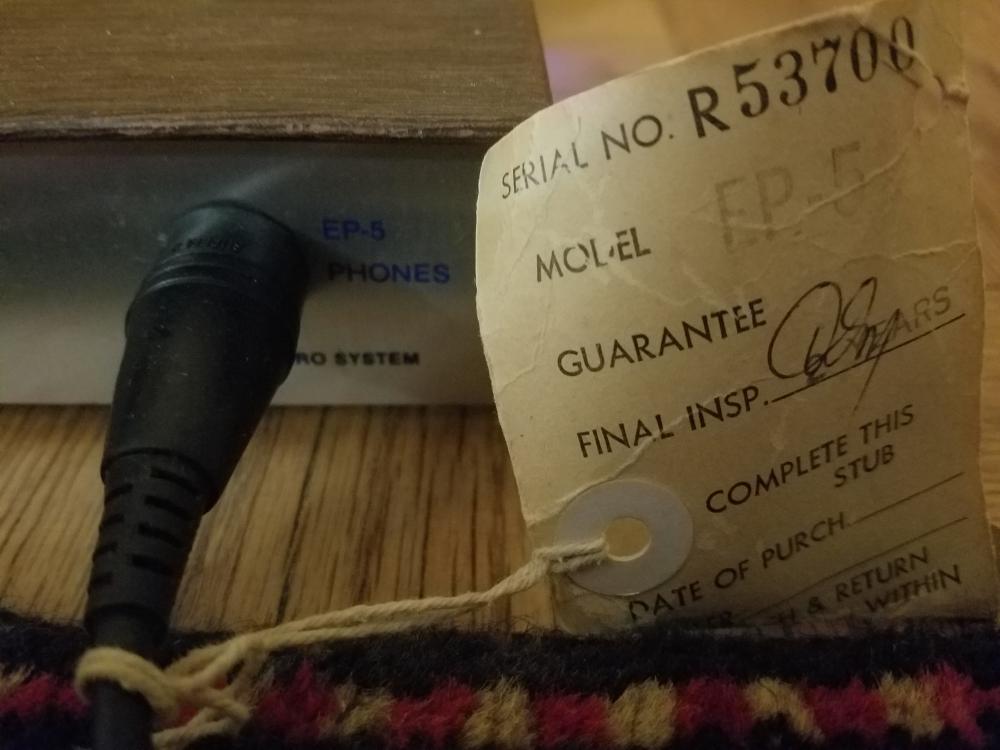 EP-5
PHONES
RO SYSTEM
SERIAL NO. R53700
MODEL EP-5
GUARANTEE
FINAL INSP.
COMPLETE THIS
STUB
DATE OF PURCH.
H & RETURN
WITHIN